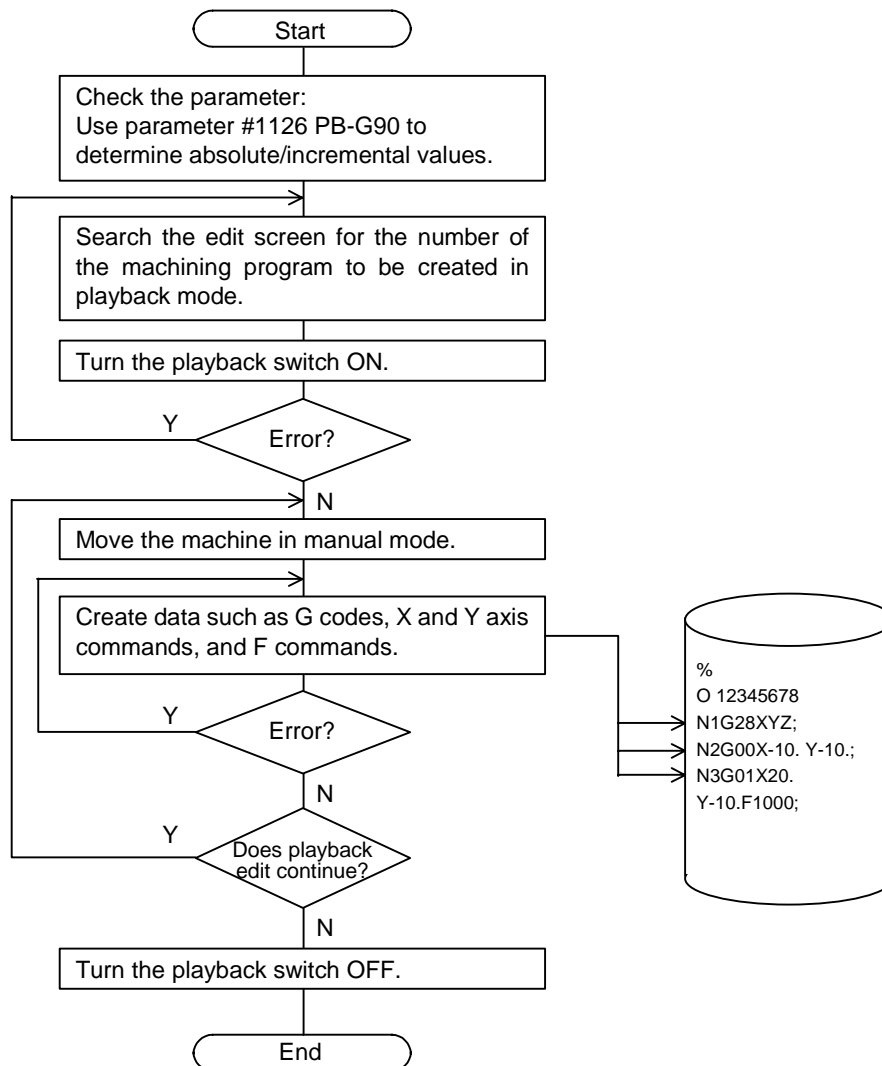 Start
Check the parameter:
Use parameter #1126 PB-G90 to
determine absolute/incremental values.
Search the edit screen for the number of
the machining program to be created in
playback mode.
Turn the playback switch ON.
Y
Error?
N
Move the machine in manual mode.
Create data such as G codes, X and Y axis
commands, and F commands.
%
O 12345678
N1G28XYZ;
N2G00X-10. Y-10.;
N3G01X20.
Y-10.F1000;
Y
Error?
N
Y
Does playback
edit continue?
N
Turn the playback switch OFF.
End